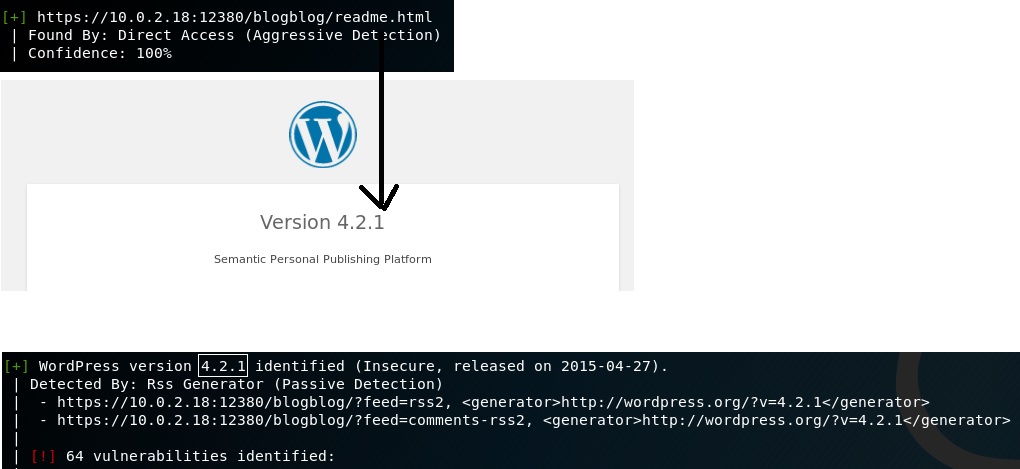 [+] https://10.0.2.18:12380/blogblog/readme.html
| Found By: Direct Access (Aggressive Detection)
| Confidence: 100%
W
Version 4.2.1
Semantic Personal Publishing Platform
[+] WordPress version 4.2.1 identified (Insecure, released on 2015-04-27).
| Detected By: Rss Generator (Passive Detection)
|  - https://10.0.2.18:12380/blogblog/?feed=rss2, <generator>http://wordpress.org/?v=4.2.1</generator>
|  - https://10.0.2.18:12380/blogblog/?feed=comments-rss2, <generator>http://wordpress.org/?v=4.2.1</generator>
|
| [!] 64 vulnerabilities identified:
|